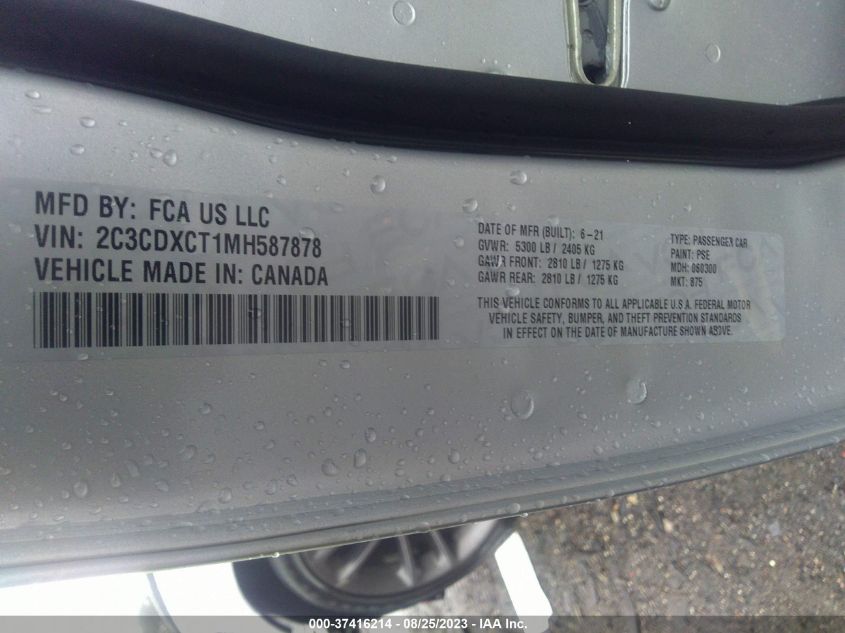 MFD BY: FCA US LLC
VIN: 2C3CDXCT1MH587878
VEHICLE MADE IN: CANADA
DATE OF MFR (BUILT): 6-21
GVWR: 5300 LB / 2405 KG
GAWR FRONT: 2810 LB / 1275 KG
GAWR REAR: 2810 LB / 1275 KG
TYPE: PASSENGER CAR
PAINT: PSE
MDH: 060300
MKT: 875
THIS VEHICLE CONFORMS TO ALL APPLICABLE U.S.A. FEDERAL MOTOR
VEHICLE SAFETY, BUMPER, AND THEFT PREVENTION STANDARDS
IN EFFECT ON THE DATE OF MANUFACTURE SHOWN ABOVE.
000-37416214 - 08/25/2023 - IAA Inc.